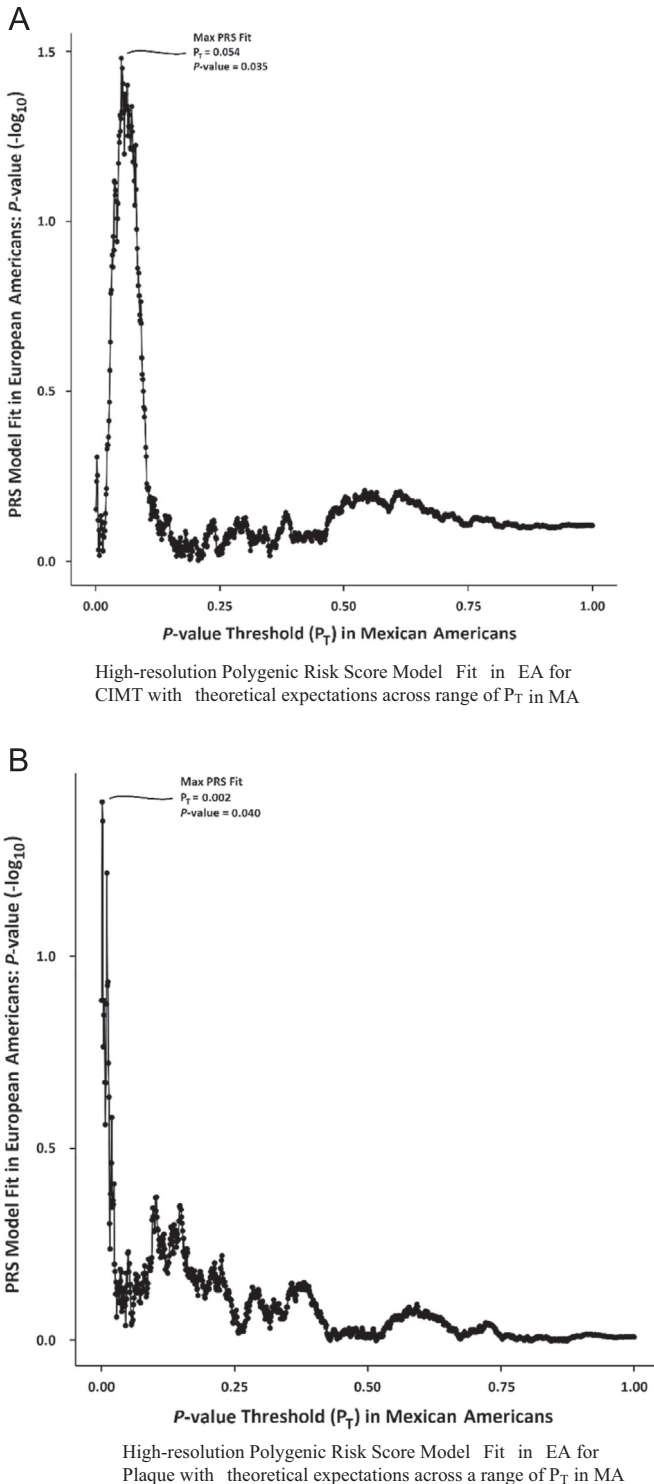 A
Max PRS Fit
PT = 0.054
P-value = 0.035
PRS Model Fit in European Americans: P-value (-log10)
1.5
1.0
0.5
0.0
0.00 0.25 0.50 0.75 1.00
P-value Threshold (PT) in Mexican Americans
High-resolution Polygenic Risk Score Model Fit in EA for
CIMT with theoretical expectations across range of PT in MA
B
Max PRS Fit
PT = 0.002
P-value = 0.040
PRS Model Fit in European Americans: P-value (-log10)
1.0
0.5
0.0
0.00 0.25 0.50 0.75 1.00
P-value Threshold (PT) in Mexican Americans
High-resolution Polygenic Risk Score Model Fit in EA for
Plaque with theoretical expectations across a range of PT in MA